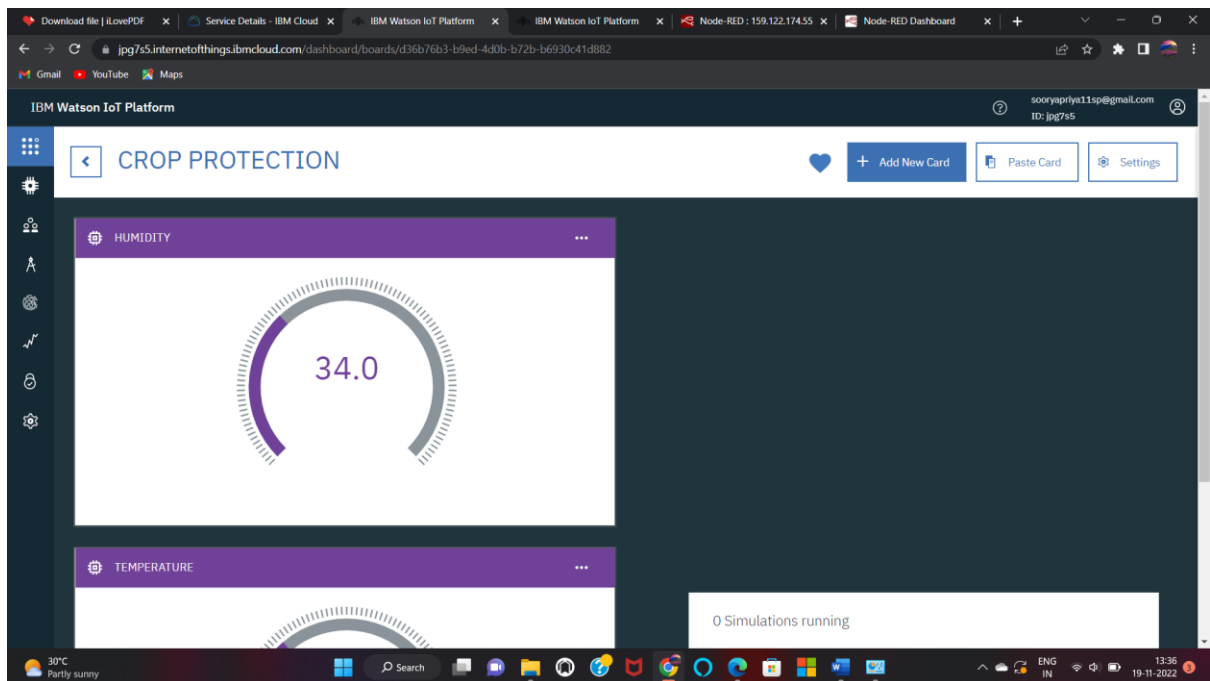 Download file | iLovePDF
Service Details - IBM Cloud
IBM Watson IoT Platform
IBM Watson IoT Platform
Node-RED : 159.122.174.55
Node-RED Dashboard
jpg7s5.internetofthings.ibmcloud.com/dashboard/boards/d36b76b3-b9ed-4d0b-b72b-b6930c41d882
Gmail YouTube Maps
IBM Watson IoT Platform
sooryapriya11sp@gmail.com
ID: jpg7s5
CROP PROTECTION
Add New Card
Paste Card
Settings
HUMIDITY
34.0
TEMPERATURE
0 Simulations running
30°C
Partly sunny
Search
ENG
IN
13:36
19-11-2022
3